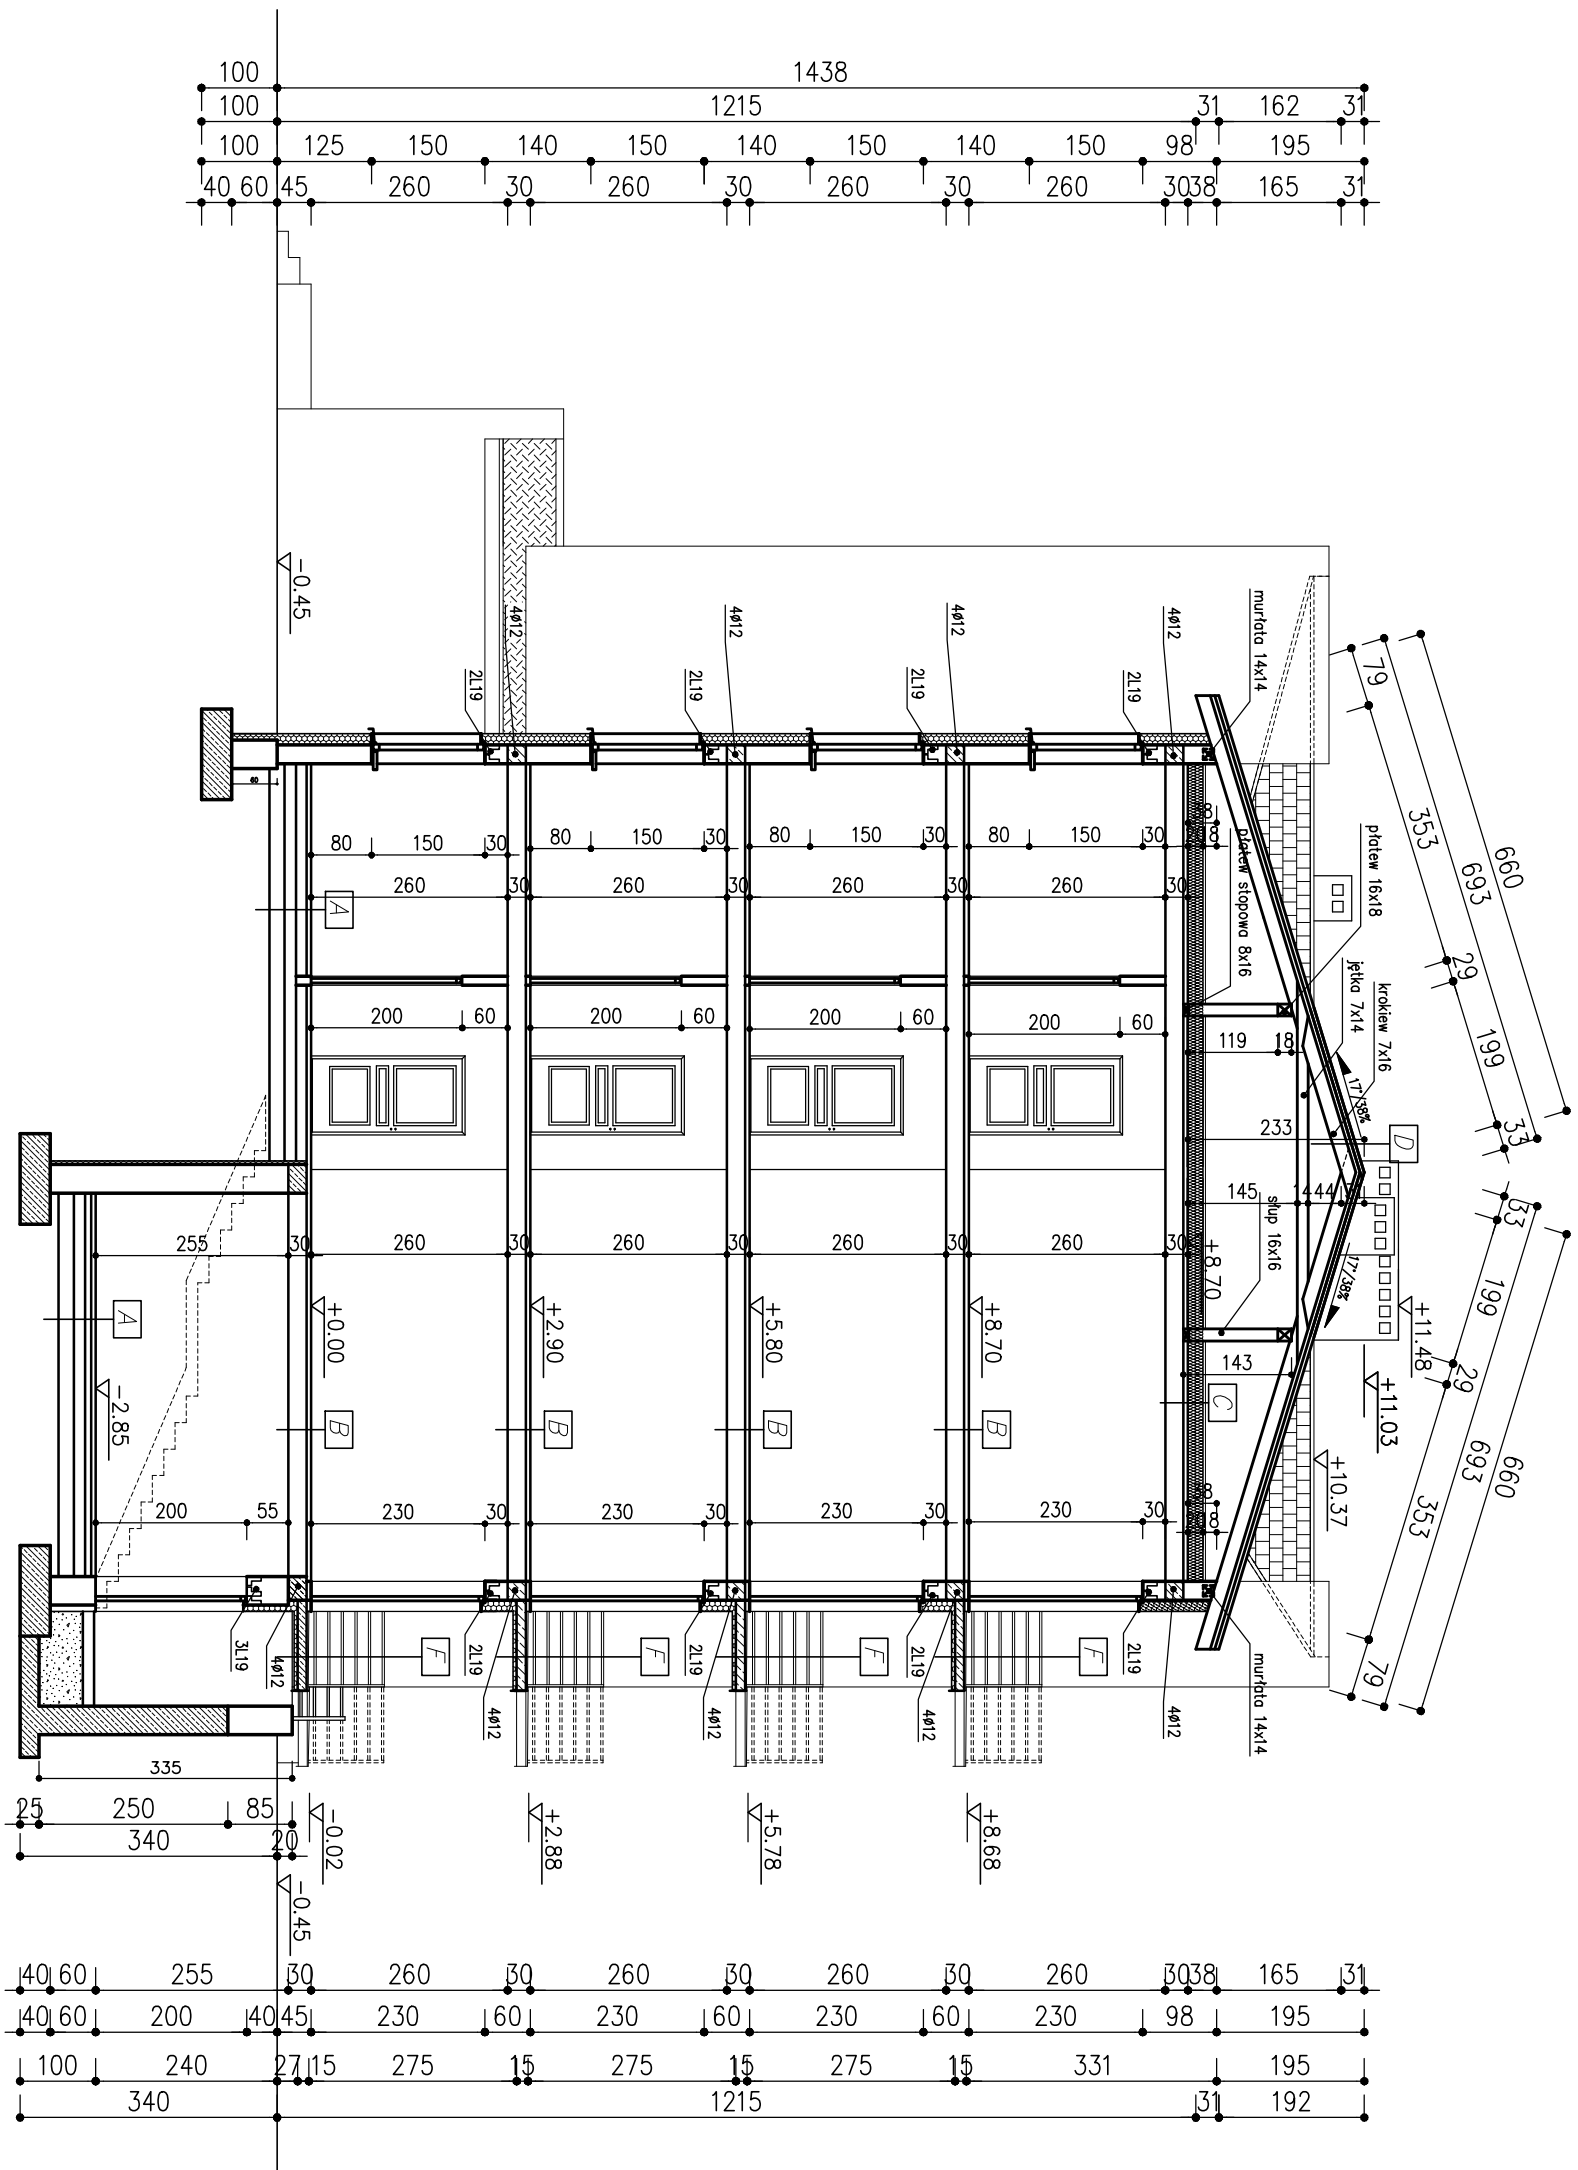 100 1438
100 1215 31 162 31
100 125 150 140 150 140 150 140 150 98 195
40 60 45 260 30 260 30 260 30 260 30 38 165 31
-0.45
4ø12
4ø12
4ø12
4ø12
murłata 14x14
2L19
2L19
2L19
2L19
79 353 29 199 33
693
660
60
80 150 30 80 150 30 80 150 30 80 150 30
260 30 260 30 260 30 260 30
A
płatew stopowa 8x16
płatew 16x18
jętka 7x14
krokiew 7x16
200 60 200 60 200 60 200 60
119 18
17°/38%
233
D
145 14 44 31
słup 16x16
17°/38%
255 30 260 30 260 30 260 30 260 30
+8.70
A
+0.00
+2.90
+5.80
+8.70
+11.48
-2.85
143
+11.03
B
B
B
B
C
+10.37
33 199 29 353 79
693
660
200 55 230 30 230 30 230 30 230 30
F
F
F
F
3L19
4ø12
2L19
4ø12
2L19
4ø12
2L19
4ø12
2L19
4ø12
murłata 14x14
335
25 250 85
340 20
-0.02
+2.88
+5.78
+8.68
-0.45
40 60 255 30 260 30 260 30 260 30 260 30 38 165 31
40 60 200 40 45 230 60 230 60 230 60 230 98 195
100 240 27 15 275 15 275 15 275 15 331 195
340 1215 31 192